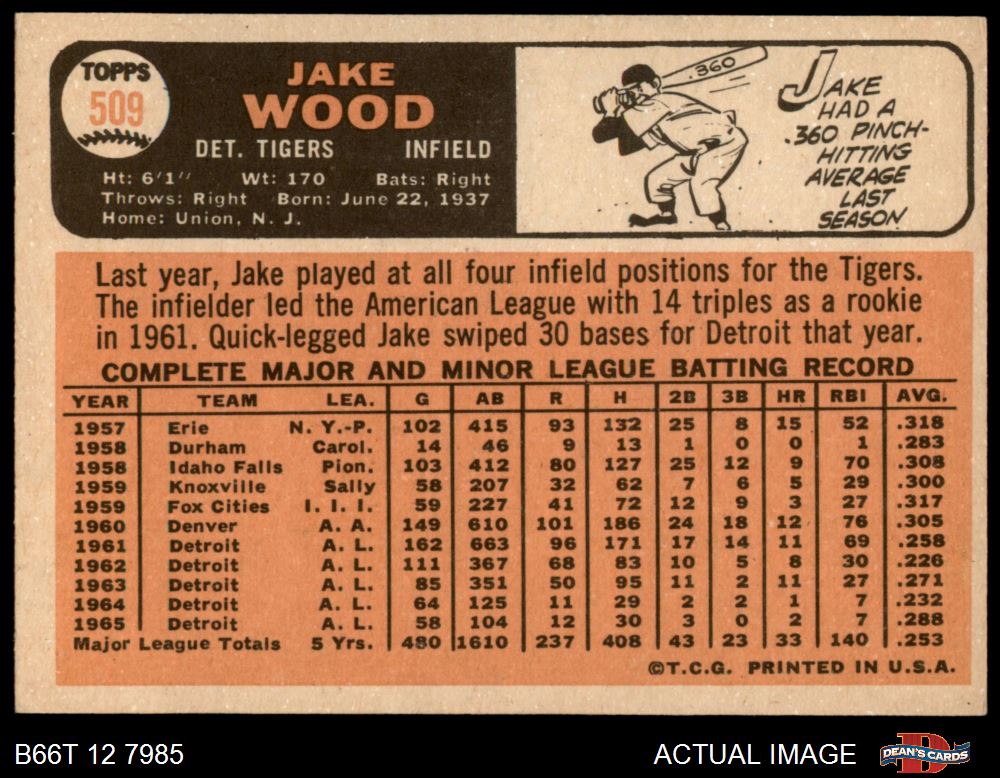 TOPPS
509
JAKE
WOOD
DET. TIGERS INFIELD
Ht: 6'1" Wt: 170 Bats: Right
Throws: Right Born: June 22, 1937
Home: Union, N. J.
.360
JAKE
HAD A
.360 PINCH-
HITTING
AVERAGE
LAST
SEASON
Last year, Jake played at all four infield positions for the Tigers.
The infielder led the American League with 14 triples as a rookie
in 1961. Quick-legged Jake swiped 30 bases for Detroit that year.
COMPLETE MAJOR AND MINOR LEAGUE BATTING RECORD
YEAR TEAM LEA. G AB R H 2B 3B HR RBI AVG.
1957 Erie N. Y.-P. 102 415 93 132 25 8 15 52 .318
1958 Durham Carol. 14 46 9 13 1 0 0 1 .283
1958 Idaho Falls Pion. 103 412 80 127 25 12 9 70 .308
1959 Knoxville Sally 58 207 32 62 7 6 5 29 .300
1959 Fox Cities I. I. I. 59 227 41 72 12 9 3 27 .317
1960 Denver A. A. 149 610 101 186 24 18 12 76 .305
1961 Detroit A. L. 162 663 96 171 17 14 11 69 .258
1962 Detroit A. L. 111 367 68 83 10 5 8 30 .226
1963 Detroit A. L. 85 351 50 95 11 2 11 27 .271
1964 Detroit A. L. 64 125 11 29 2 2 1 7 .232
1965 Detroit A. L. 58 104 12 30 3 0 2 7 .288
Major League Totals 5 Yrs. 480 1610 237 408 43 23 33 140 .253
©T.C.G. PRINTED IN U.S.A.
B66T 12 7985 ACTUAL IMAGE
DEAN'S CARDS